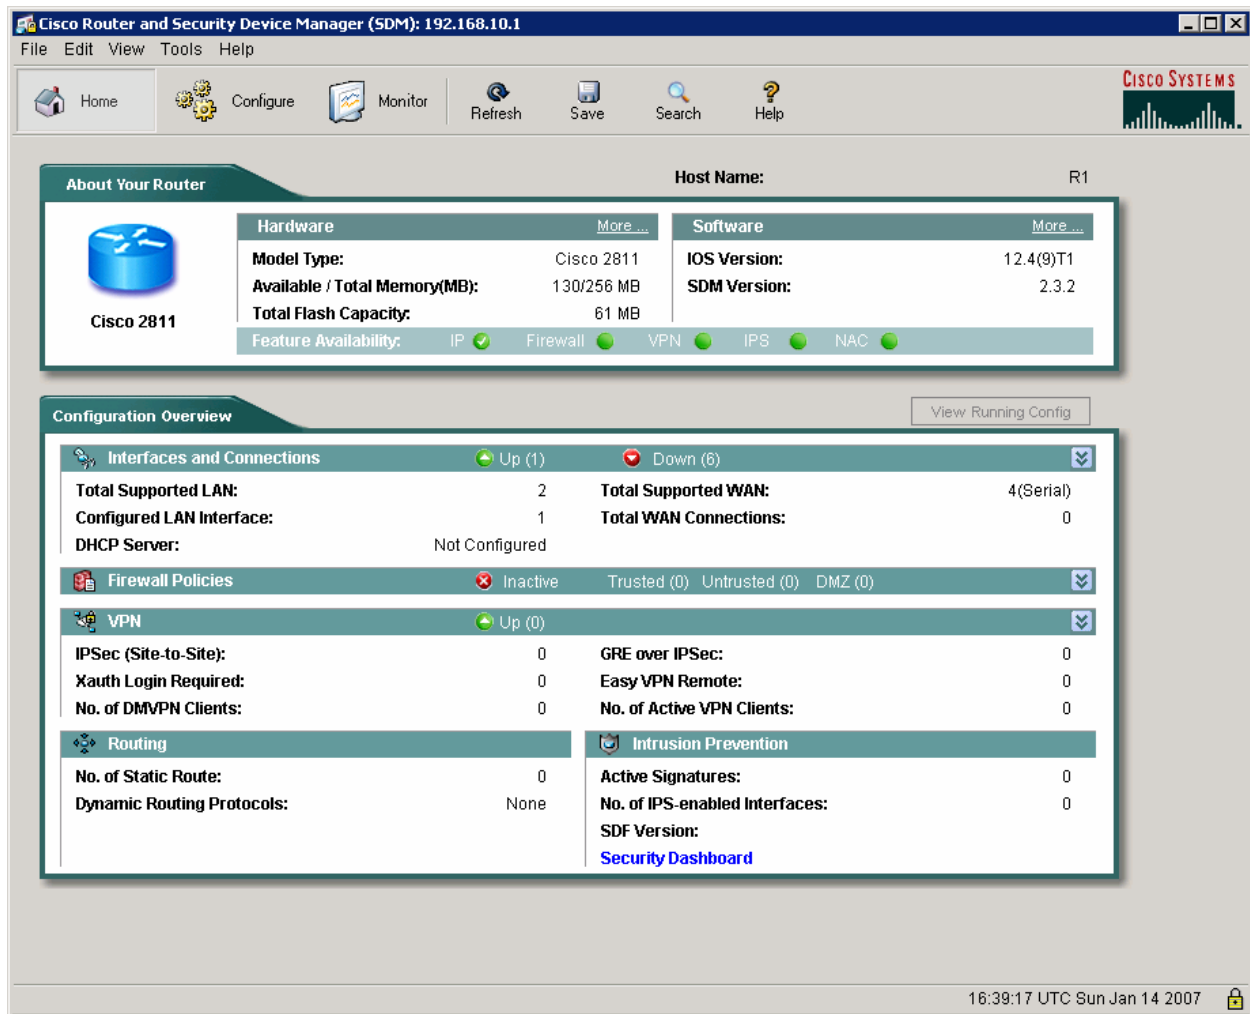 Cisco Router and Security Device Manager (SDM): 192.168.10.1
File Edit View Tools Help
Home Configure Monitor Refresh Save Search Help
CISCO SYSTEMS
About Your Router
Host Name: R1
Hardware More ...
Software More ...
Model Type: Cisco 2811
IOS Version: 12.4(9)T1
Available / Total Memory(MB): 130/256 MB
SDM Version: 2.3.2
Total Flash Capacity: 61 MB
Cisco 2811
Feature Availability: IP Firewall VPN IPS NAC
Configuration Overview
View Running Config
Interfaces and Connections Up (1) Down (6)
Total Supported LAN: 2
Total Supported WAN: 4(Serial)
Configured LAN Interface: 1
Total WAN Connections: 0
DHCP Server: Not Configured
Firewall Policies Inactive Trusted (0) Untrusted (0) DMZ (0)
VPN Up (0)
IPSec (Site-to-Site): 0
GRE over IPSec: 0
Xauth Login Required: 0
Easy VPN Remote: 0
No. of DMVPN Clients: 0
No. of Active VPN Clients: 0
Routing
Intrusion Prevention
No. of Static Route: 0
Active Signatures: 0
Dynamic Routing Protocols: None
No. of IPS-enabled Interfaces: 0
SDF Version:
Security Dashboard
16:39:17 UTC Sun Jan 14 2007